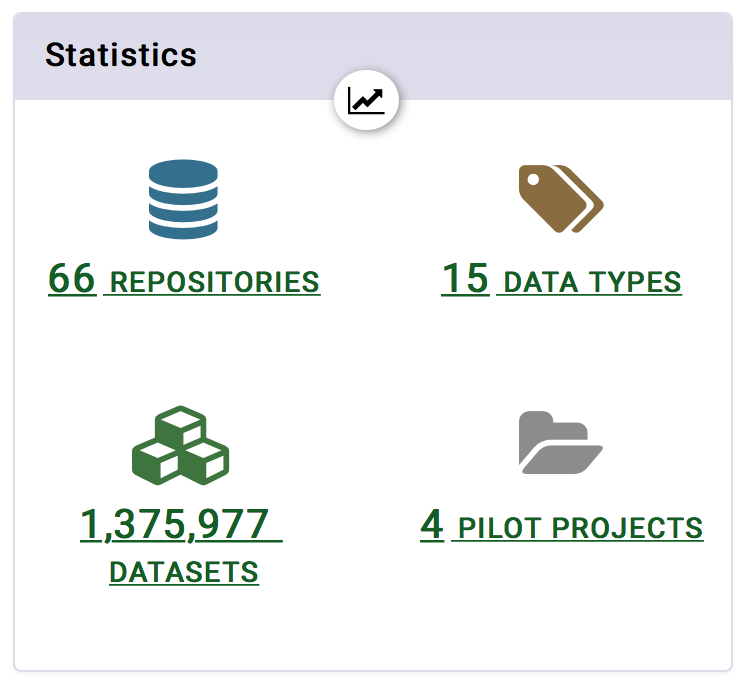 Statistics
66 REPOSITORIES
15 DATA TYPES
1,375,977
DATASETS
4 PILOT PROJECTS